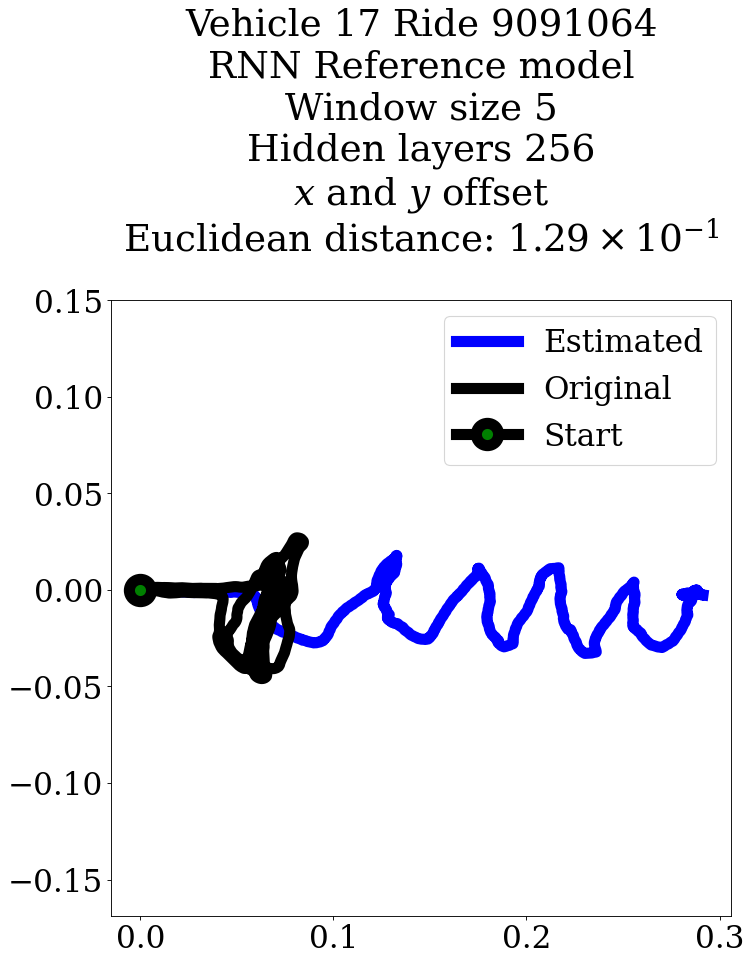 Vehicle 17 Ride 9091064
RNN Reference model
Window size 5
Hidden layers 256
x and y offset
Euclidean distance: 1.29 × 10⁻¹
Estimated
Original
Start
0.15
0.10
0.05
0.00
−0.05
−0.10
−0.15
0.0 0.1 0.2 0.3